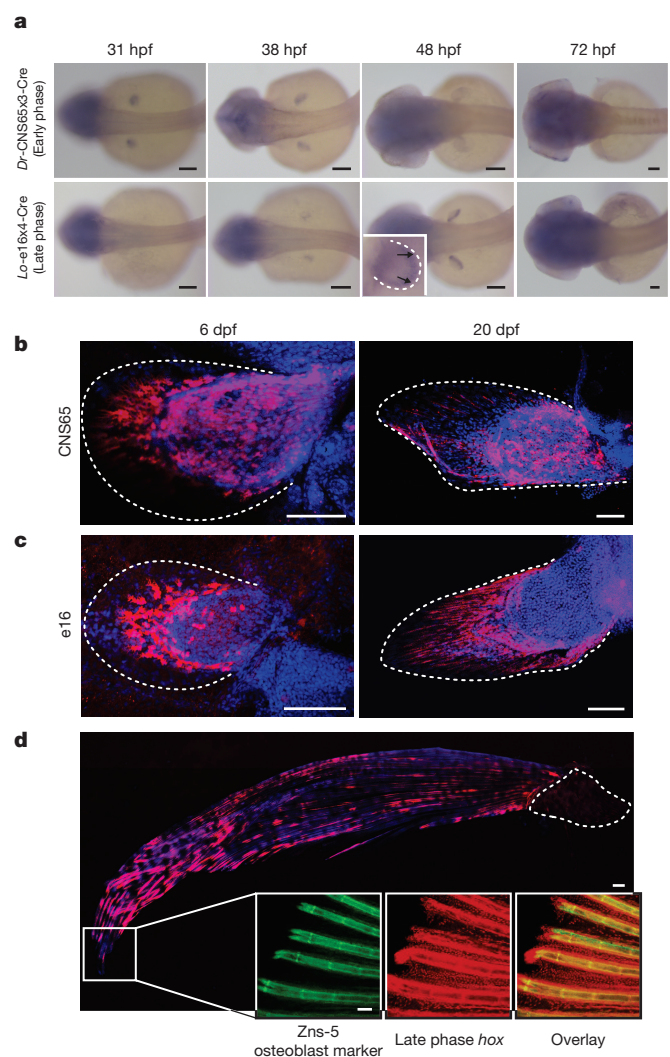 a
31 hpf 38 hpf 48 hpf 72 hpf
Dr-CNS65x3-Cre
(Early phase)
Lo-e16x4-Cre
(Late phase)
6 dpf 20 dpf
b
CNS65
c
e16
d
Zns-5
osteoblast marker
Late phase hox
Overlay